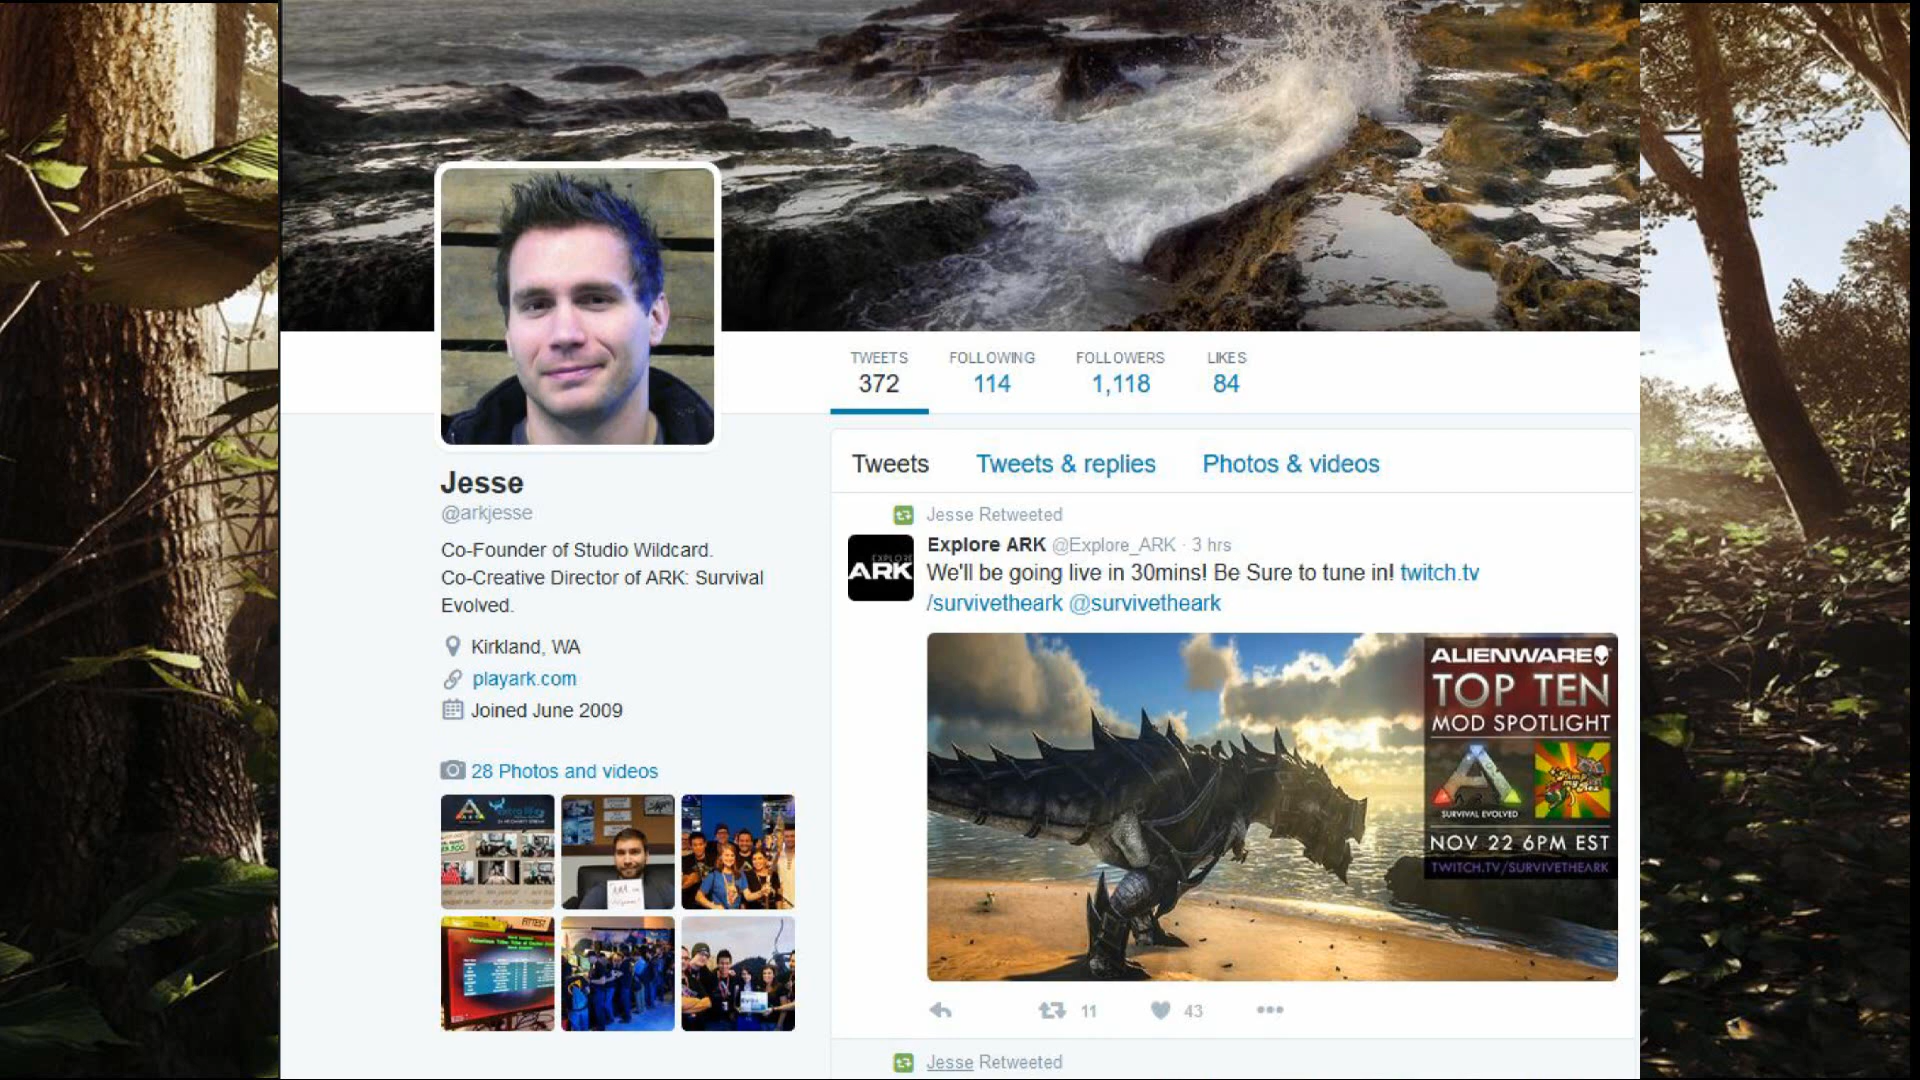 TWEETS FOLLOWING FOLLOWERS LIKES
372 114 1,118 84
Jesse
@arkjesse
Co-Founder of Studio Wildcard.
Co-Creative Director of ARK: Survival
Evolved.
Kirkland, WA
playark.com
Joined June 2009
28 Photos and videos
Tweets Tweets & replies Photos & videos
Jesse Retweeted
EXPLORE
ARK
Explore ARK @Explore_ARK · 3 hrs
We'll be going live in 30mins! Be Sure to tune in! twitch.tv
/survivetheark @survivetheark
ALIENWARE
TOP TEN
MOD SPOTLIGHT
SURVIVAL EVOLVED
NOV 22 6PM EST
TWITCH.TV/SURVIVETHEARK
11 43
Jesse Retweeted